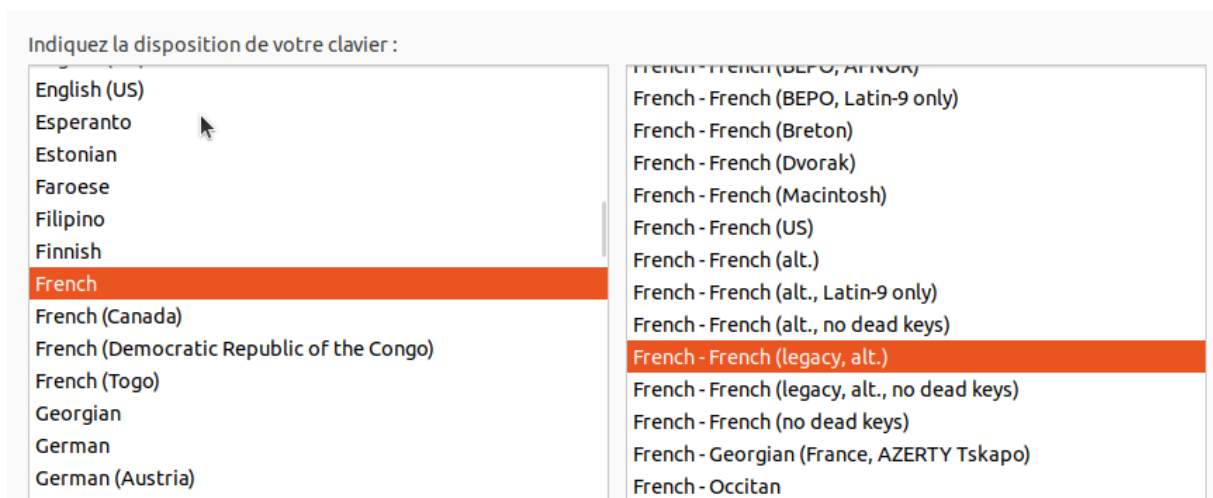 Indiquez la disposition de votre clavier :
English (US)
Esperanto
Estonian
Faroese
Filipino
Finnish
French
French (Canada)
French (Democratic Republic of the Congo)
French (Togo)
Georgian
German
German (Austria)
French - French (BEPO, AFNOR)
French - French (BEPO, Latin-9 only)
French - French (Breton)
French - French (Dvorak)
French - French (Macintosh)
French - French (US)
French - French (alt.)
French - French (alt., Latin-9 only)
French - French (alt., no dead keys)
French - French (legacy, alt.)
French - French (legacy, alt., no dead keys)
French - French (no dead keys)
French - Georgian (France, AZERTY Tskapo)
French - Occitan